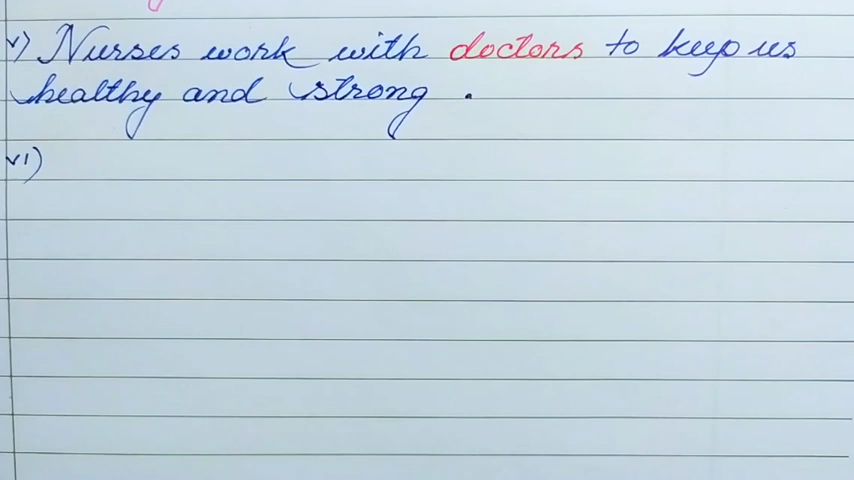 v) Nurses work with doctors to keep us
healthy and strong .
vi)